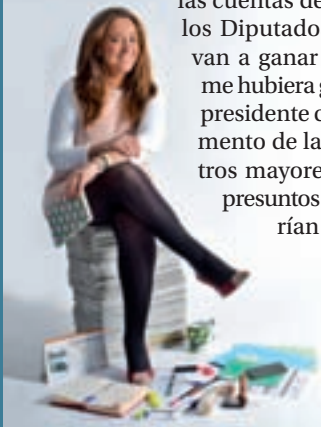 las cuentas de
los Diputado
van a ganar
me hubiera g
presidente d
mento de la
tros mayore
presuntos
rían